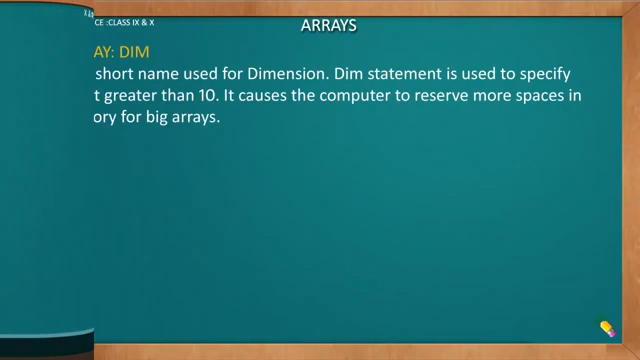 CE :CLASS IX & X
ARRAYS
AY: DIM
short name used for Dimension. Dim statement is used to specify
t greater than 10. It causes the computer to reserve more spaces in
ory for big arrays.